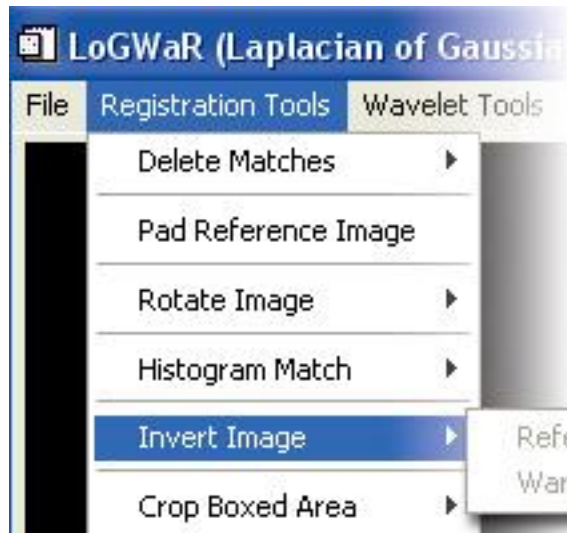 LoGWaR (Laplacian of Gaussia
File Registration Tools Wavelet Tools
Delete Matches
Pad Reference Image
Rotate Image
Histogram Match
Invert Image
Refe
War
Crop Boxed Area